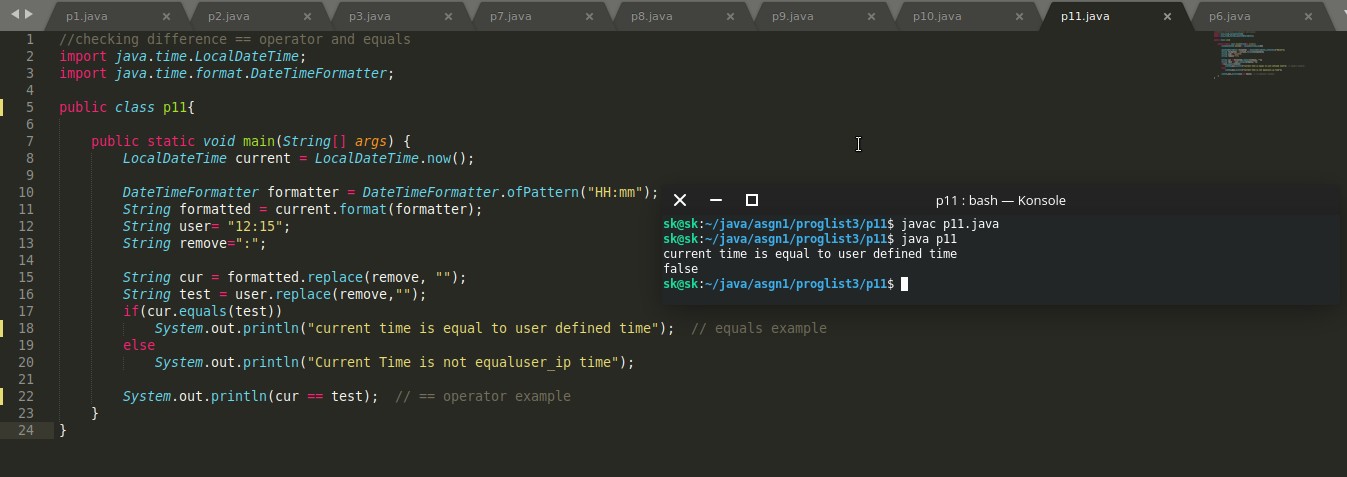 p1.java × p2.java × p3.java × p7.java × p8.java × p9.java × p10.java × p11.java × p6.java ×
1 //checking difference == operator and equals
2 import java.time.LocalDateTime;
3 import java.time.format.DateTimeFormatter;
4
5 public class p11{
6
7 public static void main(String[] args) {
8 LocalDateTime current = LocalDateTime.now();
9
10 DateTimeFormatter formatter = DateTimeFormatter.ofPattern("HH:mm");
11 String formatted = current.format(formatter);
12 String user= "12:15";
13 String remove=":";
14
15 String cur = formatted.replace(remove, "");
16 String test = user.replace(remove,"");
17 if(cur.equals(test))
18 System.out.println("current time is equal to user defined time"); // equals example
19 else
20 System.out.println("Current Time is not equaluser_ip time");
21
22 System.out.println(cur == test); // == operator example
23 }
24 }
p11 : bash — Konsole
sk@sk:~/java/asgn1/proglist3/p11$ javac p11.java
sk@sk:~/java/asgn1/proglist3/p11$ java p11
current time is equal to user defined time
false
sk@sk:~/java/asgn1/proglist3/p11$